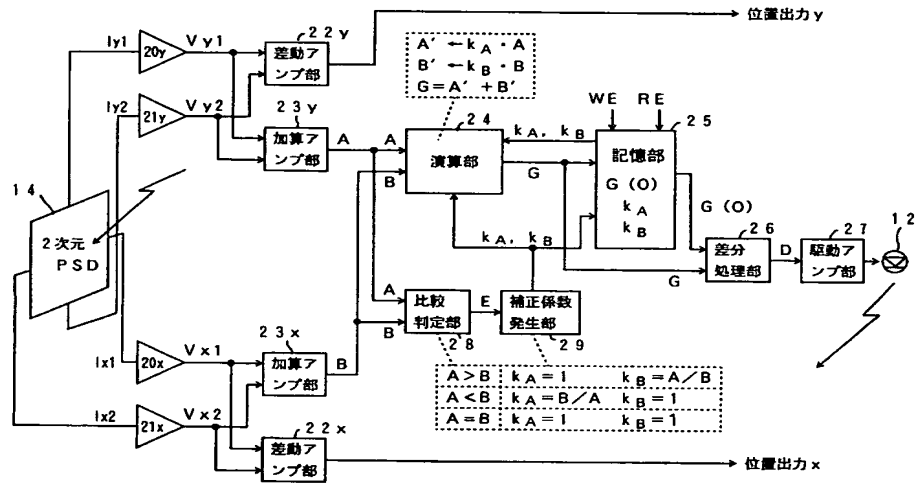 位置出力y
Iy1
20y
Vy1
22y
差動ア
ンプ部
A' ←kA・A
B' ←kB・B
G=A' +B'
Iy2
21y
Vy2
23y
加算ア
ンプ部
A
A
B
24
演算部
kA, kB
G
WE
RE
25
記憶部
G (O)
kA
kB
G (O)
14
2次元
PSD
kA, kB
26
差分
処理部
G
D
27
駆動ア
ンプ部
12
A
B
比較
判定部
28
E
補正係数
発生部
29
Ix1
20x
Vx1
23x
加算ア
ンプ部
B
A>B kA=1 kB=A/B
A<B kA=B/A kB=1
A=B kA=1 kB=1
Ix2
21x
Vx2
22x
差動ア
ンプ部
位置出力x